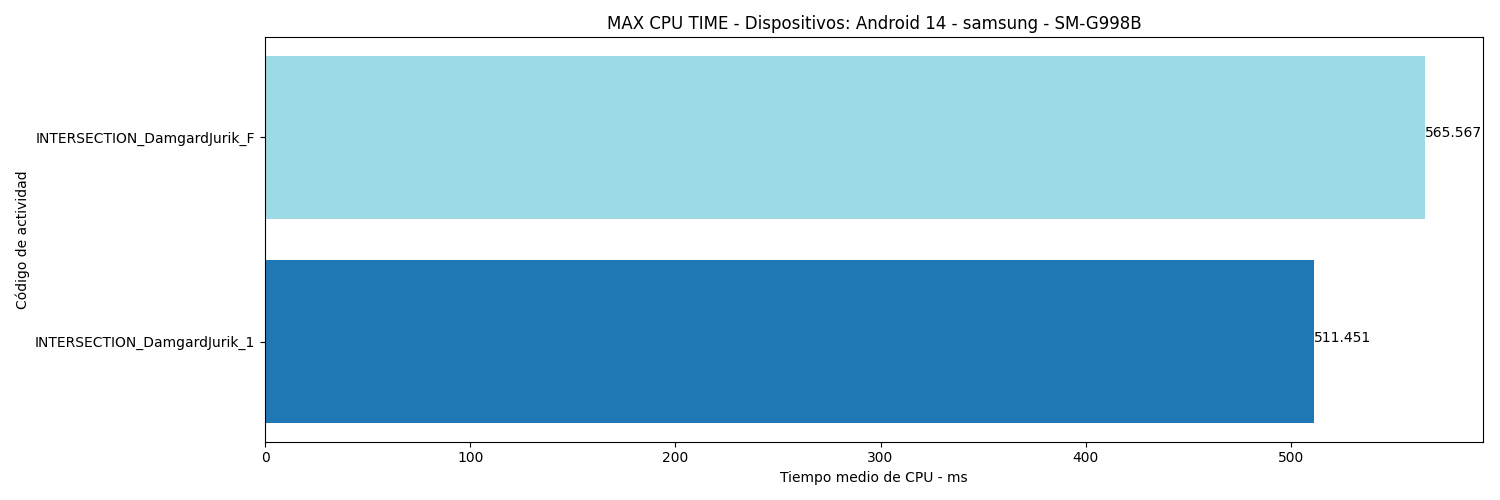 MAX CPU TIME - Dispositivos: Android 14 - samsung - SM-G998B
INTERSECTION_DamgardJurik_F
565.567
INTERSECTION_DamgardJurik_1
511.451
Código de actividad
0 100 200 300 400 500
Tiempo medio de CPU - ms